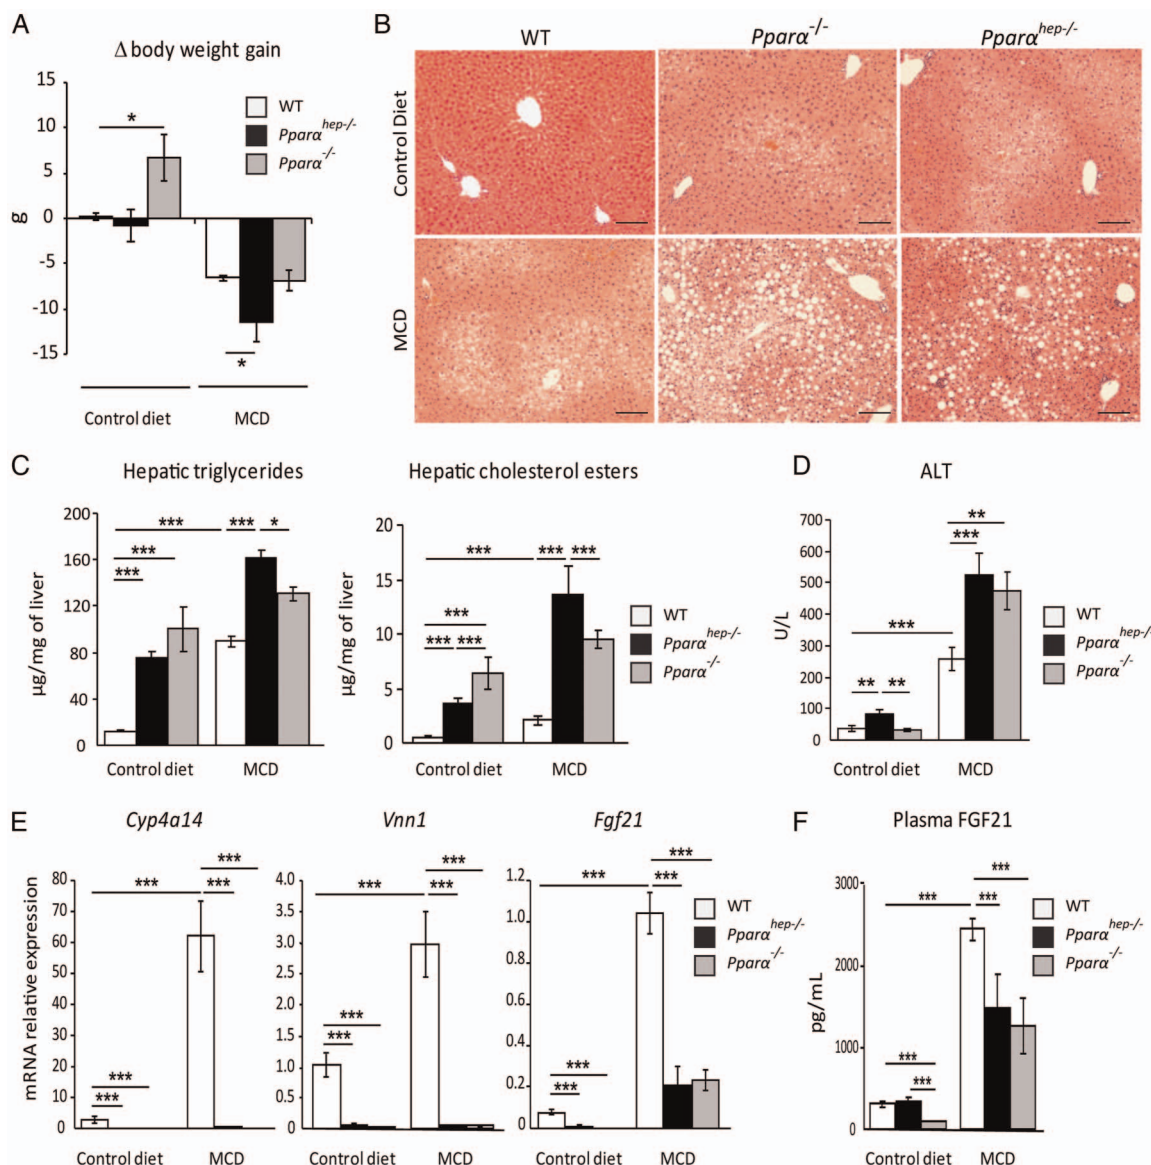 A
Δ body weight gain
g
10
5
0
-5
-10
-15
*
*
WT
Pparα hep-/-
Pparα -/-
Control diet
MCD
B
WT
Pparα -/-
Pparα hep-/-
Control Diet
MCD
C
Hepatic triglycerides
μg/mg of liver
200
160
120
80
40
0
*** *** *
***
***
Control diet
MCD
Hepatic cholesterol esters
μg/mg of liver
20
15
10
5
0
*** *** ***
***
*** ***
WT
Pparα hep-/-
Pparα -/-
Control diet
MCD
D
ALT
U/L
700
600
500
400
300
200
100
0
**
***
***
** **
WT
Pparα hep-/-
Pparα -/-
Control diet
MCD
E
mRNA relative expression
Cyp4a14
80
70
60
50
40
30
20
10
0
***
*** ***
***
***
Control diet
MCD
Vnn1
4.0
3.5
3.0
2.5
2.0
1.5
1.0
0.5
0
***
*** ***
***
***
Control diet
MCD
Fgf21
1.2
1.0
0.8
0.6
0.4
0.2
0
***
*** ***
***
***
Control diet
MCD
WT
Pparα hep-/-
Pparα -/-
F
Plasma FGF21
pg/mL
3000
2000
1000
0
***
*** ***
***
***
Control diet
MCD